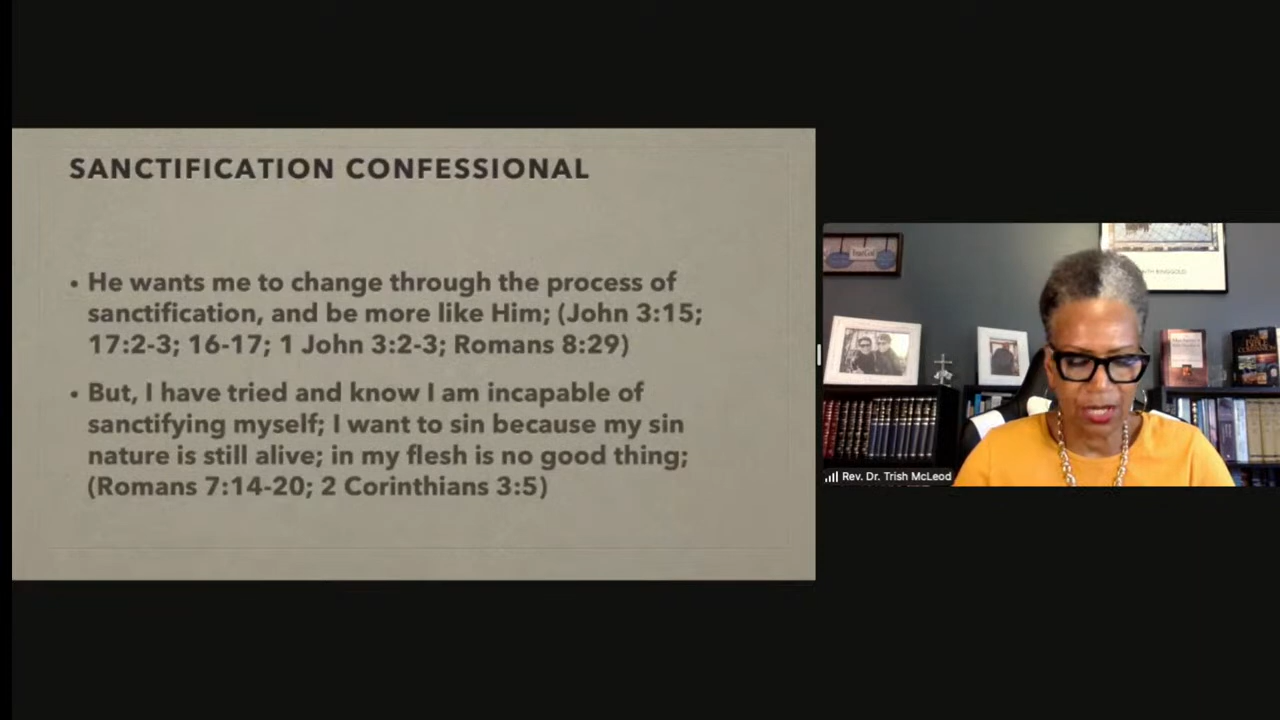 SANCTIFICATION CONFESSIONAL
• He wants me to change through the process of
sanctification, and be more like Him; (John 3:15;
17:2-3; 16-17; 1 John 3:2-3; Romans 8:29)
• But, I have tried and know I am incapable of
sanctifying myself; I want to sin because my sin
nature is still alive; in my flesh is no good thing;
(Romans 7:14-20; 2 Corinthians 3:5)
Rev. Dr. Trish McLeod
RINGGOLD